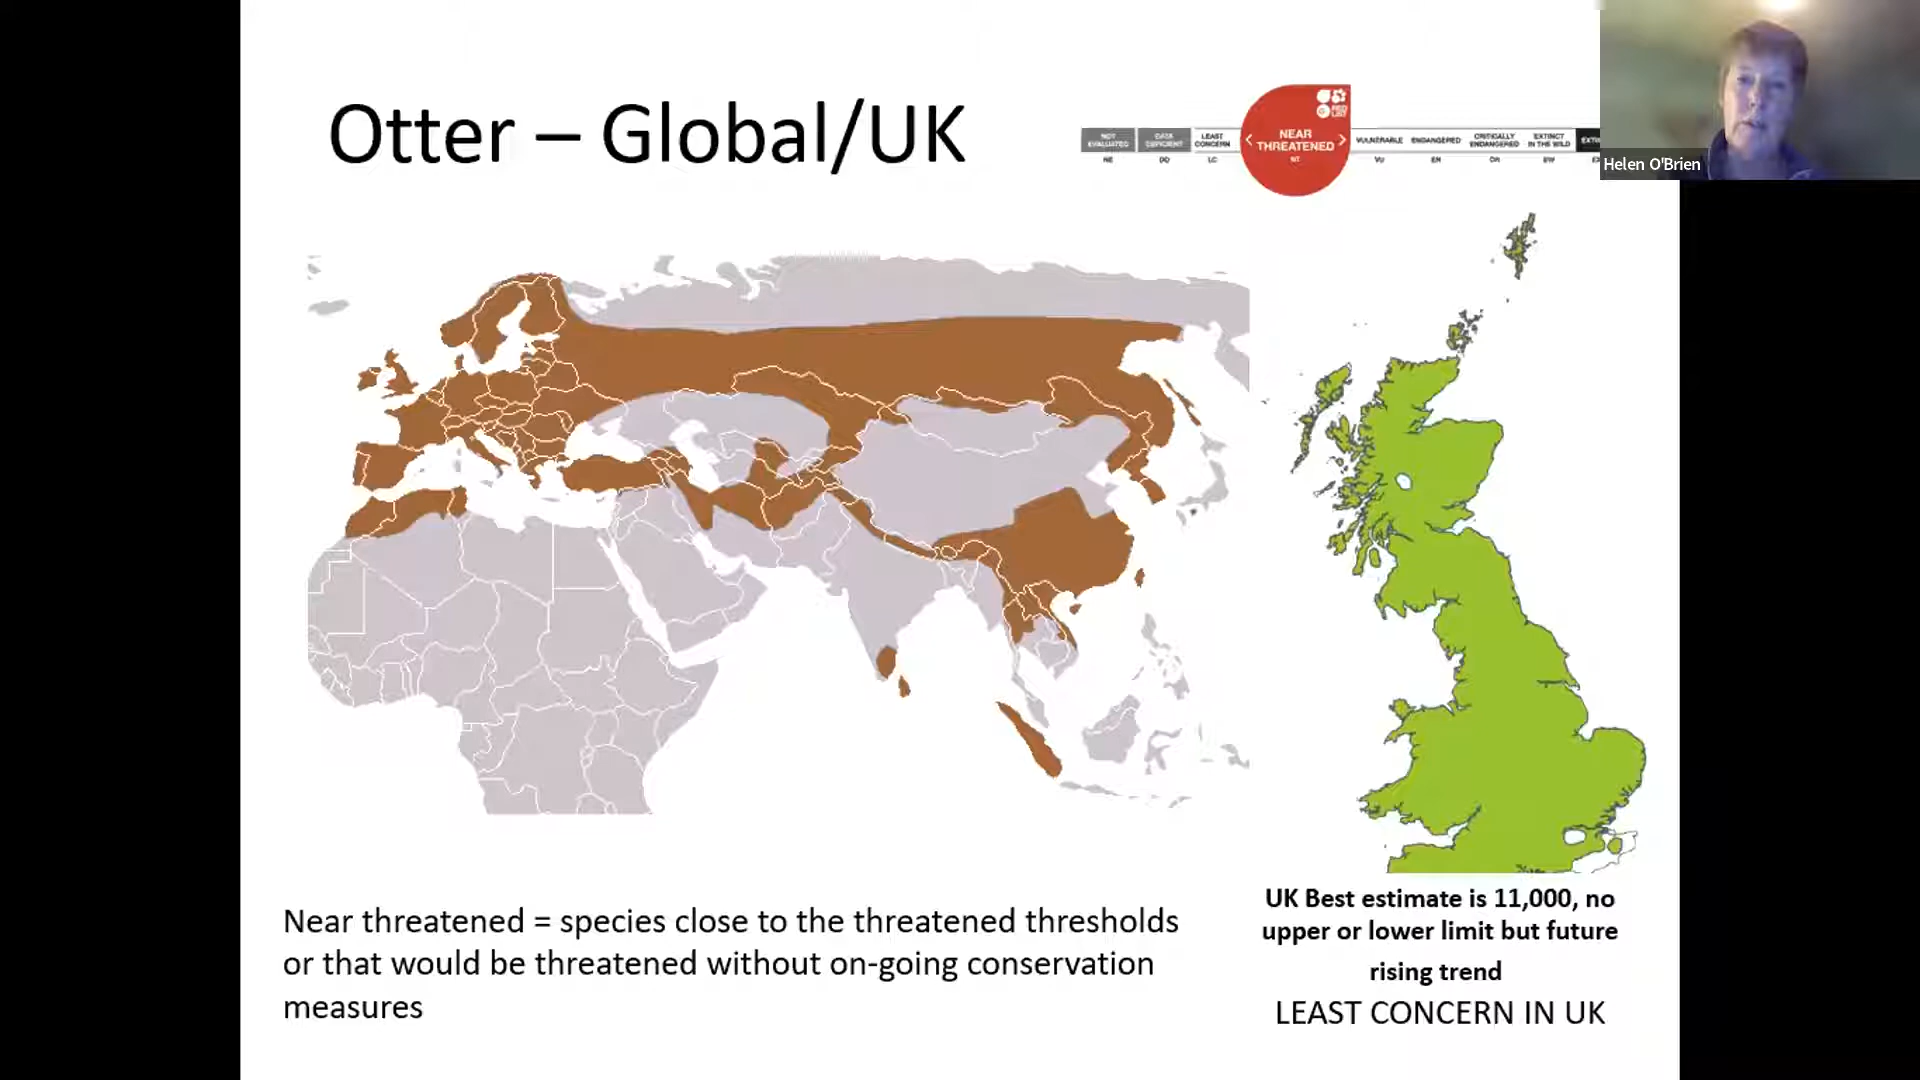 Otter – Global/UK
RED
LIST
NOT
EVALUATED
DATA
DEFICIENT
LEAST
CONCERN
< NEAR
THREATENED >
VULNERABLE
ENDANGERED
CRITICALLY
ENDANGERED
EXTINCT
IN THE WILD
NE
DD
LC
NT
VU
EN
CR
EW
Helen O'Brien
Near threatened = species close to the threatened thresholds
or that would be threatened without on-going conservation
measures
UK Best estimate is 11,000, no
upper or lower limit but future
rising trend
LEAST CONCERN IN UK